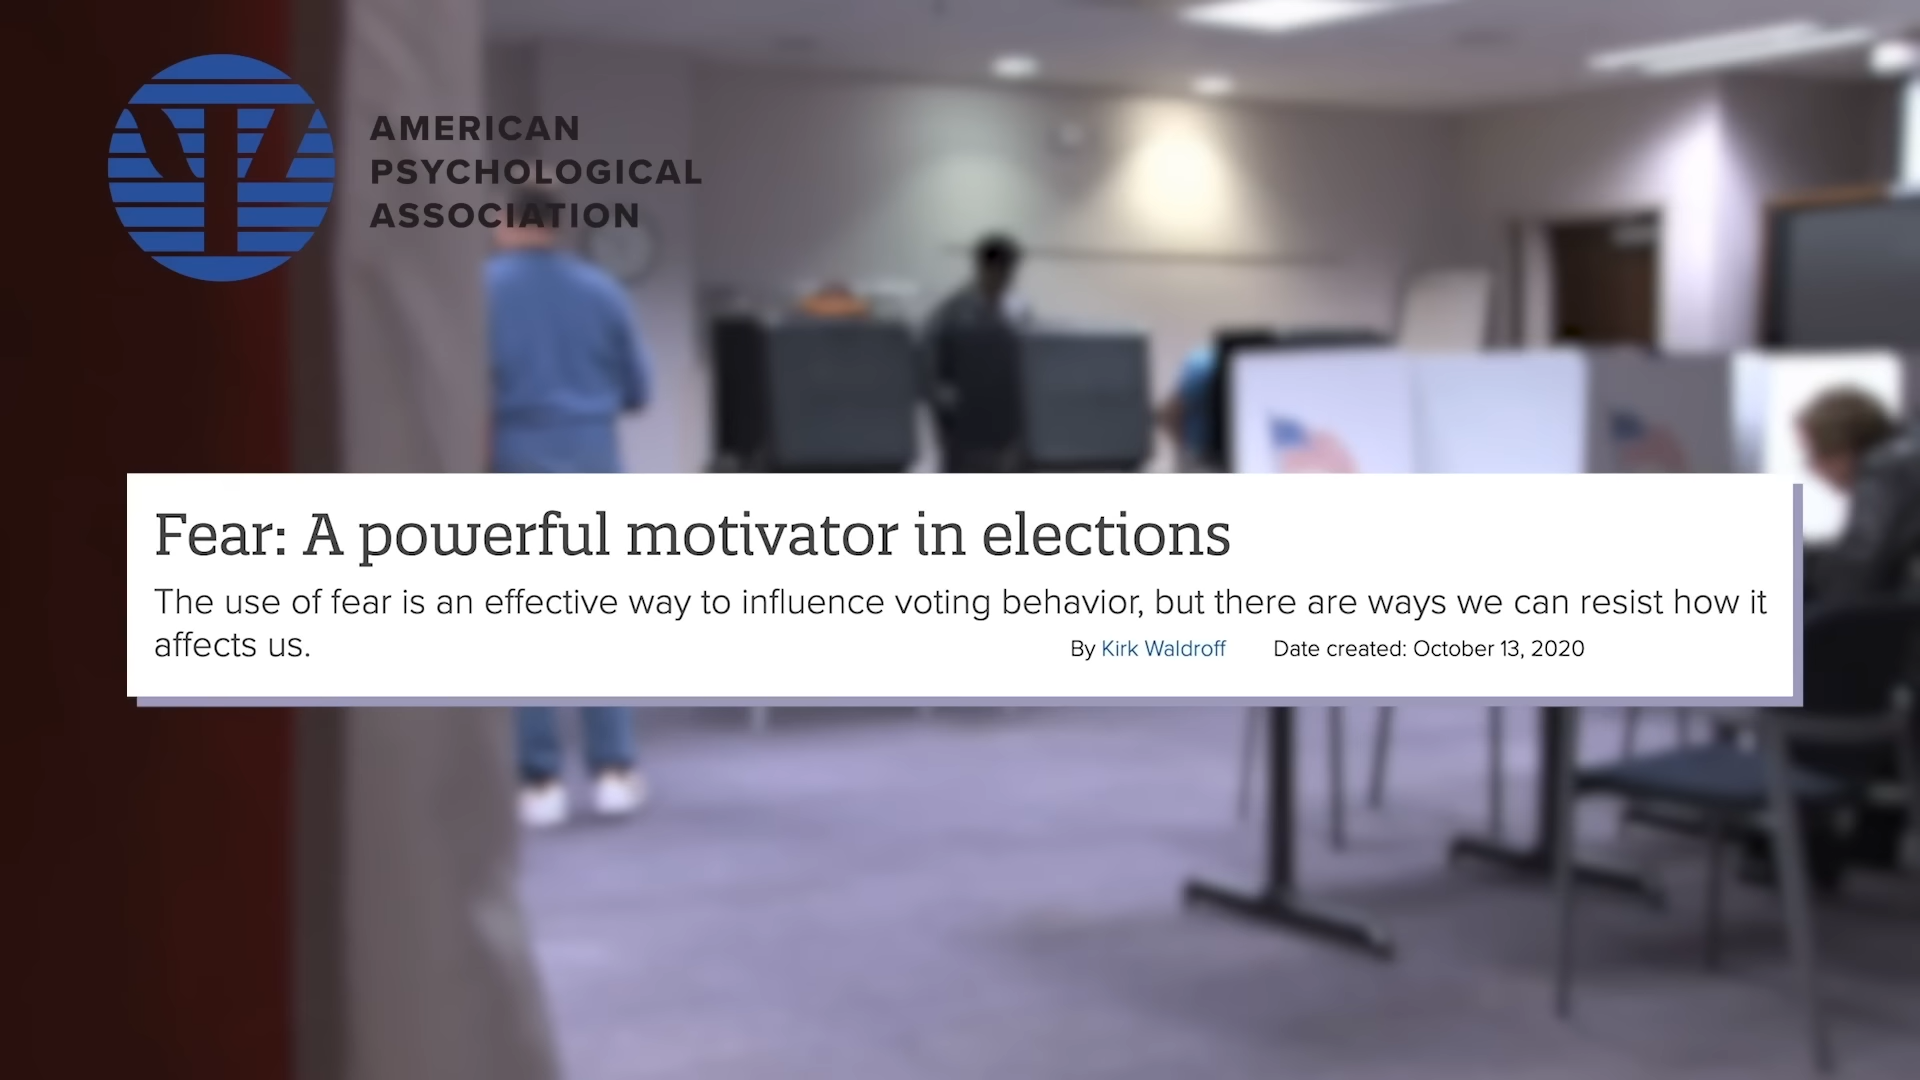 AMERICAN
PSYCHOLOGICAL
ASSOCIATION
Fear: A powerful motivator in elections
The use of fear is an effective way to influence voting behavior, but there are ways we can resist how it
affects us.
By Kirk Waldroff Date created: October 13, 2020